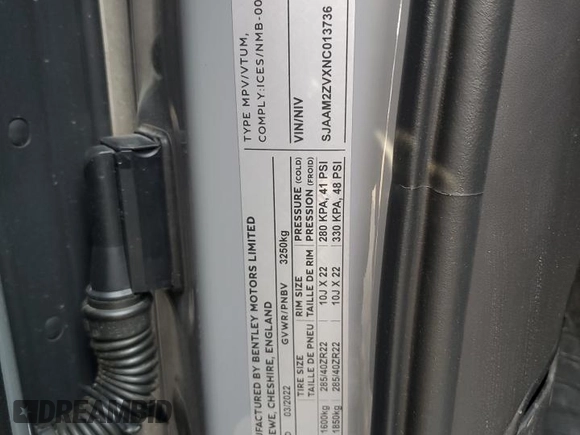 TYPE MPV/VTUM,
COMPLY:ICES/NMB-00
VIN/NIV
SJAAM2ZVXNC013736
UFACTURED BY BENTLEY MOTORS LIMITED
EWE, CHESHIRE, ENGLAND
03/2022 GVWR/PNBV 3250kg
TIRE SIZE RIM SIZE PRESSURE (COLD)
TAILLE DE PNEU TAILLE DE RIM PRESSION (FROID)
1600kg 285/40ZR22 10J X 22 280 KPA, 41 PSI
1850kg 285/40ZR22 10J X 22 330 KPA, 48 PSI
DREAMBID